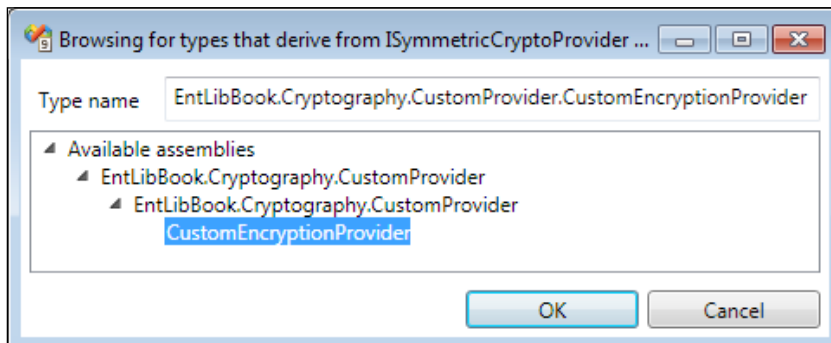 Browsing for types that derive from ISymmetricCryptoProvider ...
Type name EntLibBook.Cryptography.CustomProvider.CustomEncryptionProvider
Available assemblies
EntLibBook.Cryptography.CustomProvider
EntLibBook.Cryptography.CustomProvider
CustomEncryptionProvider
OK Cancel